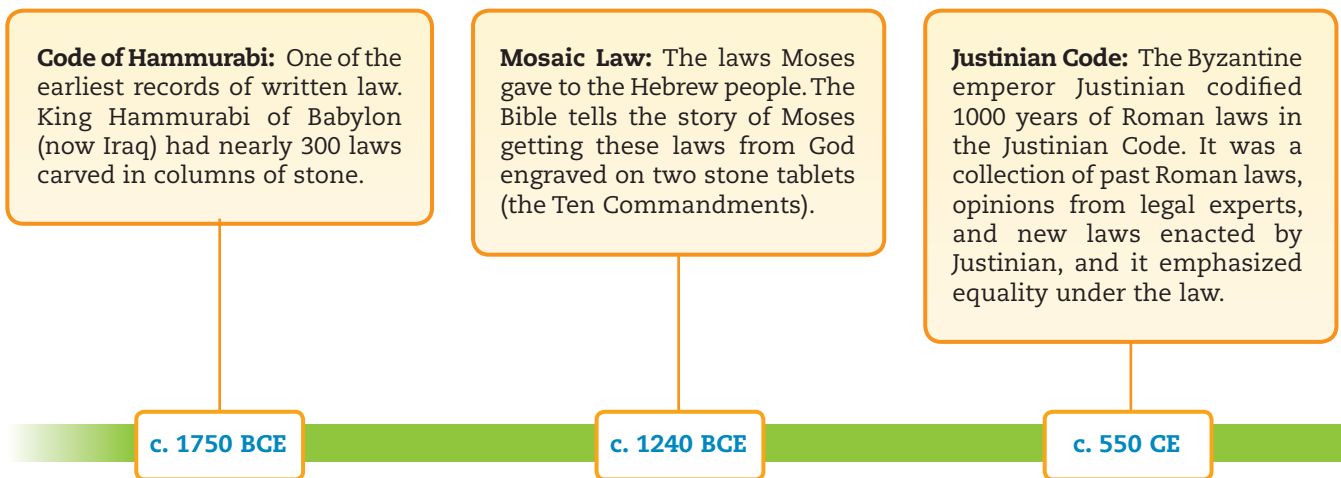 Code of Hammurabi: One of the
earliest records of written law.
King Hammurabi of Babylon
(now Iraq) had nearly 300 laws
carved in columns of stone.
Mosaic Law: The laws Moses
gave to the Hebrew people. The
Bible tells the story of Moses
getting these laws from God
engraved on two stone tablets
(the Ten Commandments).
Justinian Code: The Byzantine
emperor Justinian codified
1000 years of Roman laws in
the Justinian Code. It was a
collection of past Roman laws,
opinions from legal experts,
and new laws enacted by
Justinian, and it emphasized
equality under the law.
c. 1750 BCE
c. 1240 BCE
c. 550 CE